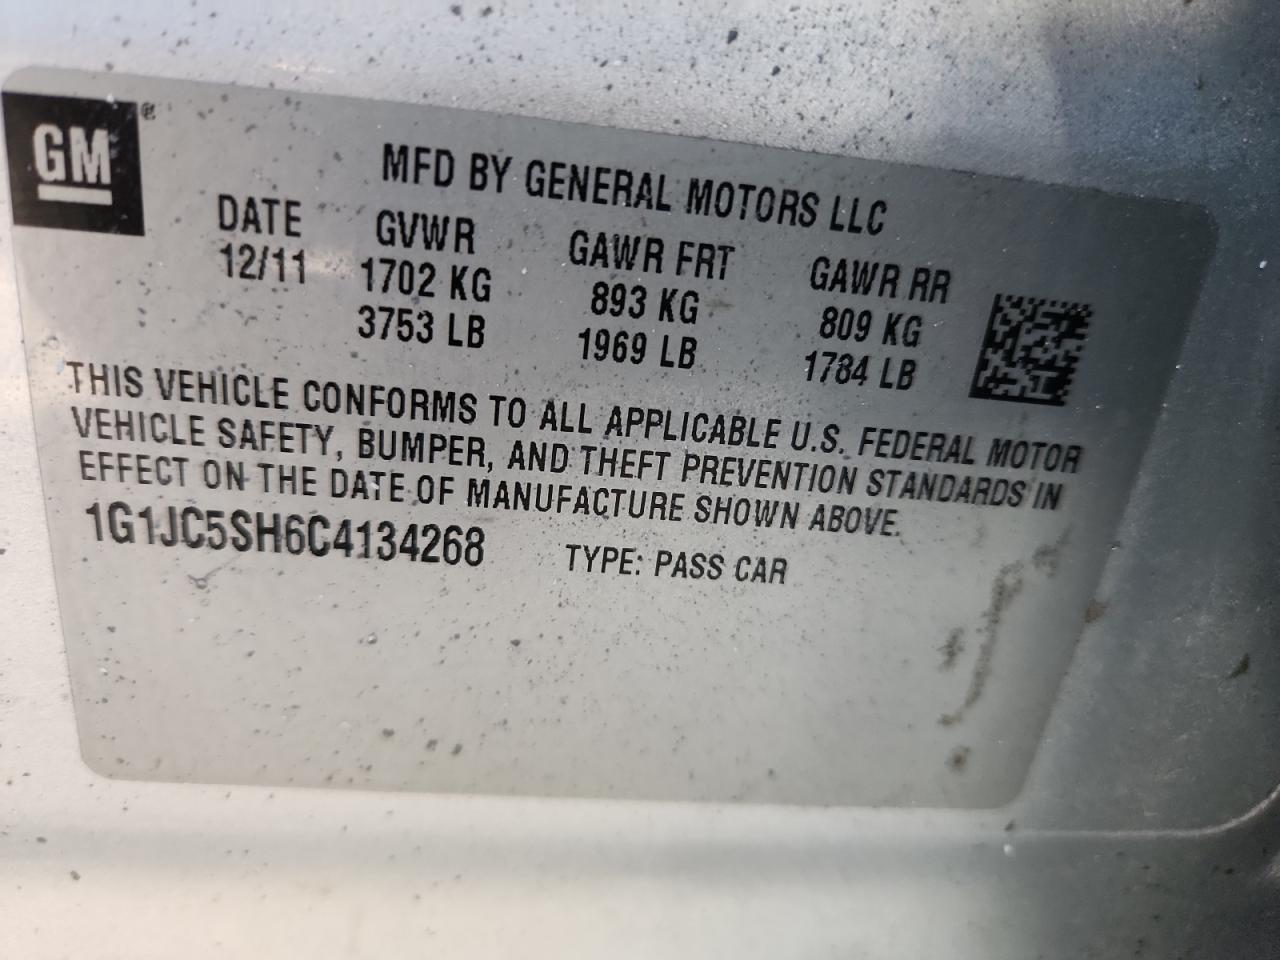 GM ®
MFD BY GENERAL MOTORS LLC
DATE GVWR GAWR FRT GAWR RR
12/11 1702 KG 893 KG 809 KG
3753 LB 1969 LB 1784 LB
THIS VEHICLE CONFORMS TO ALL APPLICABLE U.S. FEDERAL MOTOR
VEHICLE SAFETY, BUMPER, AND THEFT PREVENTION STANDARDS IN
EFFECT ON THE DATE OF MANUFACTURE SHOWN ABOVE.
1G1JC5SH6C4134268 TYPE: PASS CAR